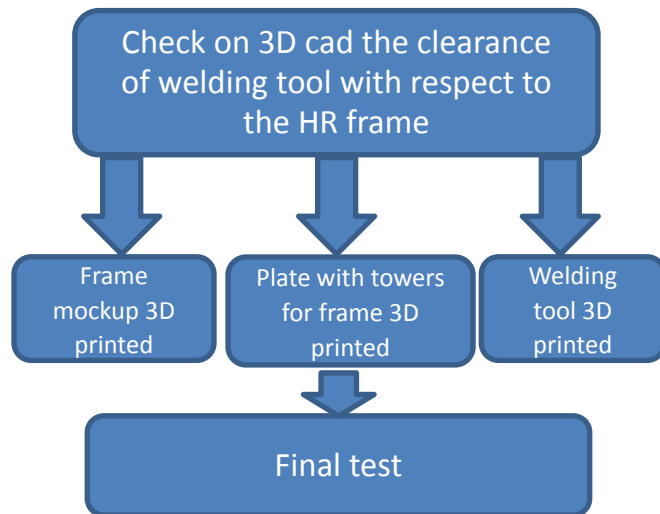 Check on 3D cad the clearance
of welding tool with respect to
the HR frame
Frame
mockup 3D
printed
Plate with towers
for frame 3D
printed
Welding
tool 3D
printed
Final test